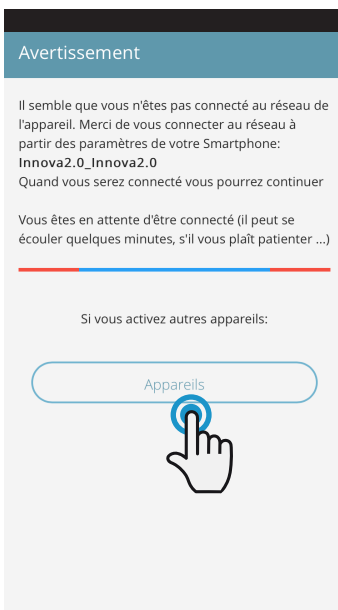 Avertissement
Il semble que vous n'êtes pas connecté au réseau de
l'appareil. Merci de vous connecter au réseau à
partir des paramètres de votre Smartphone:
Innova2.0_Innova2.0
Quand vous serez connecté vous pourrez continuer
Vous êtes en attente d'être connecté (il peut se
écouler quelques minutes, s'il vous plaît patienter ...)
Si vous activez autres appareils:
Appareils